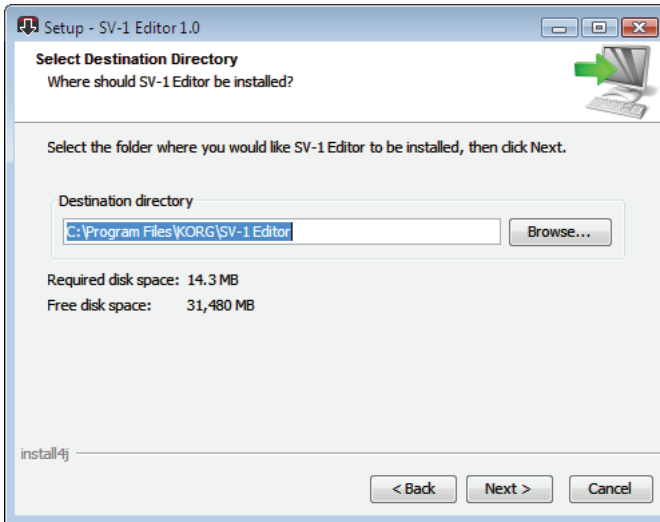 Setup - SV-1 Editor 1.0
Select Destination Directory
Where should SV-1 Editor be installed?
Select the folder where you would like SV-1 Editor to be installed, then click Next.
Destination directory
C:\Program Files\KORG\SV-1 Editor
Browse...
Required disk space: 14.3 MB
Free disk space: 31,480 MB
install4j
< Back Next > Cancel